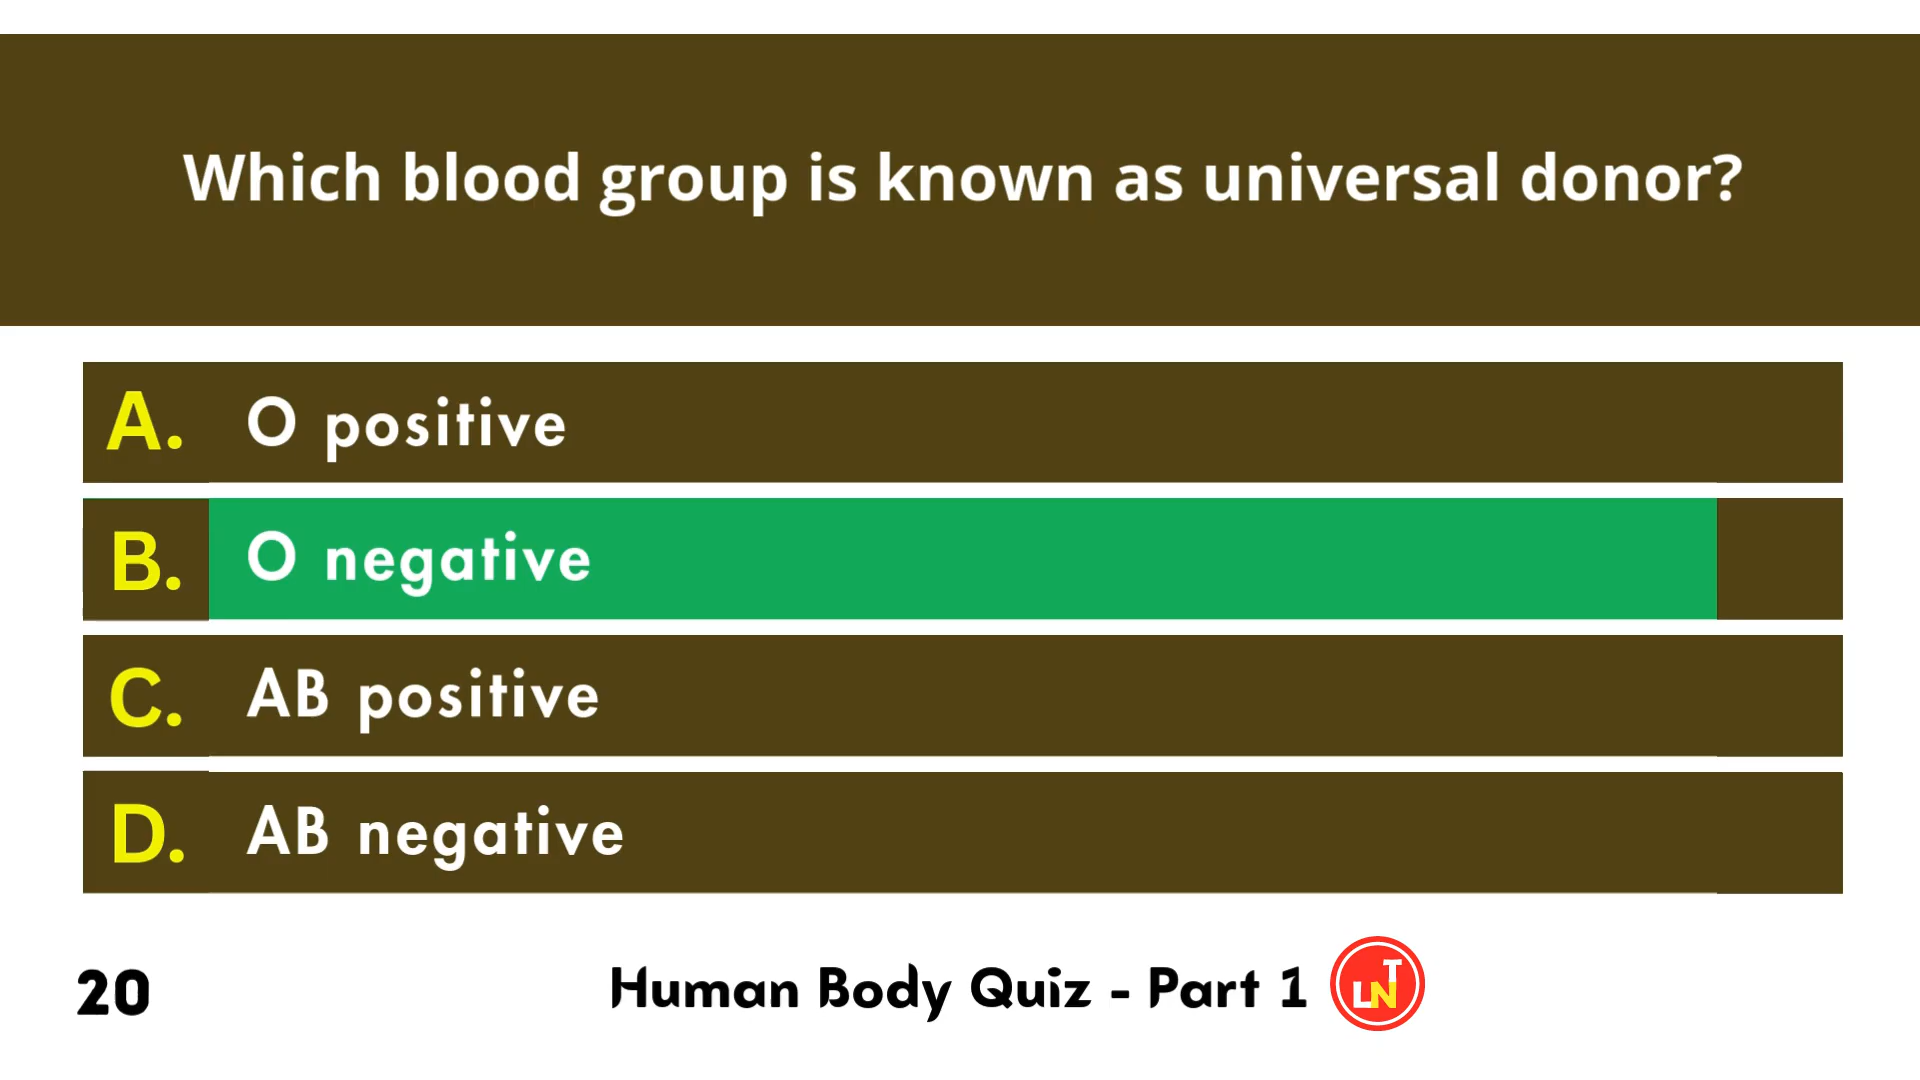 Which blood group is known as universal donor?
A. O positive
B. O negative
C. AB positive
D. AB negative
20 Human Body Quiz - Part 1 LNT